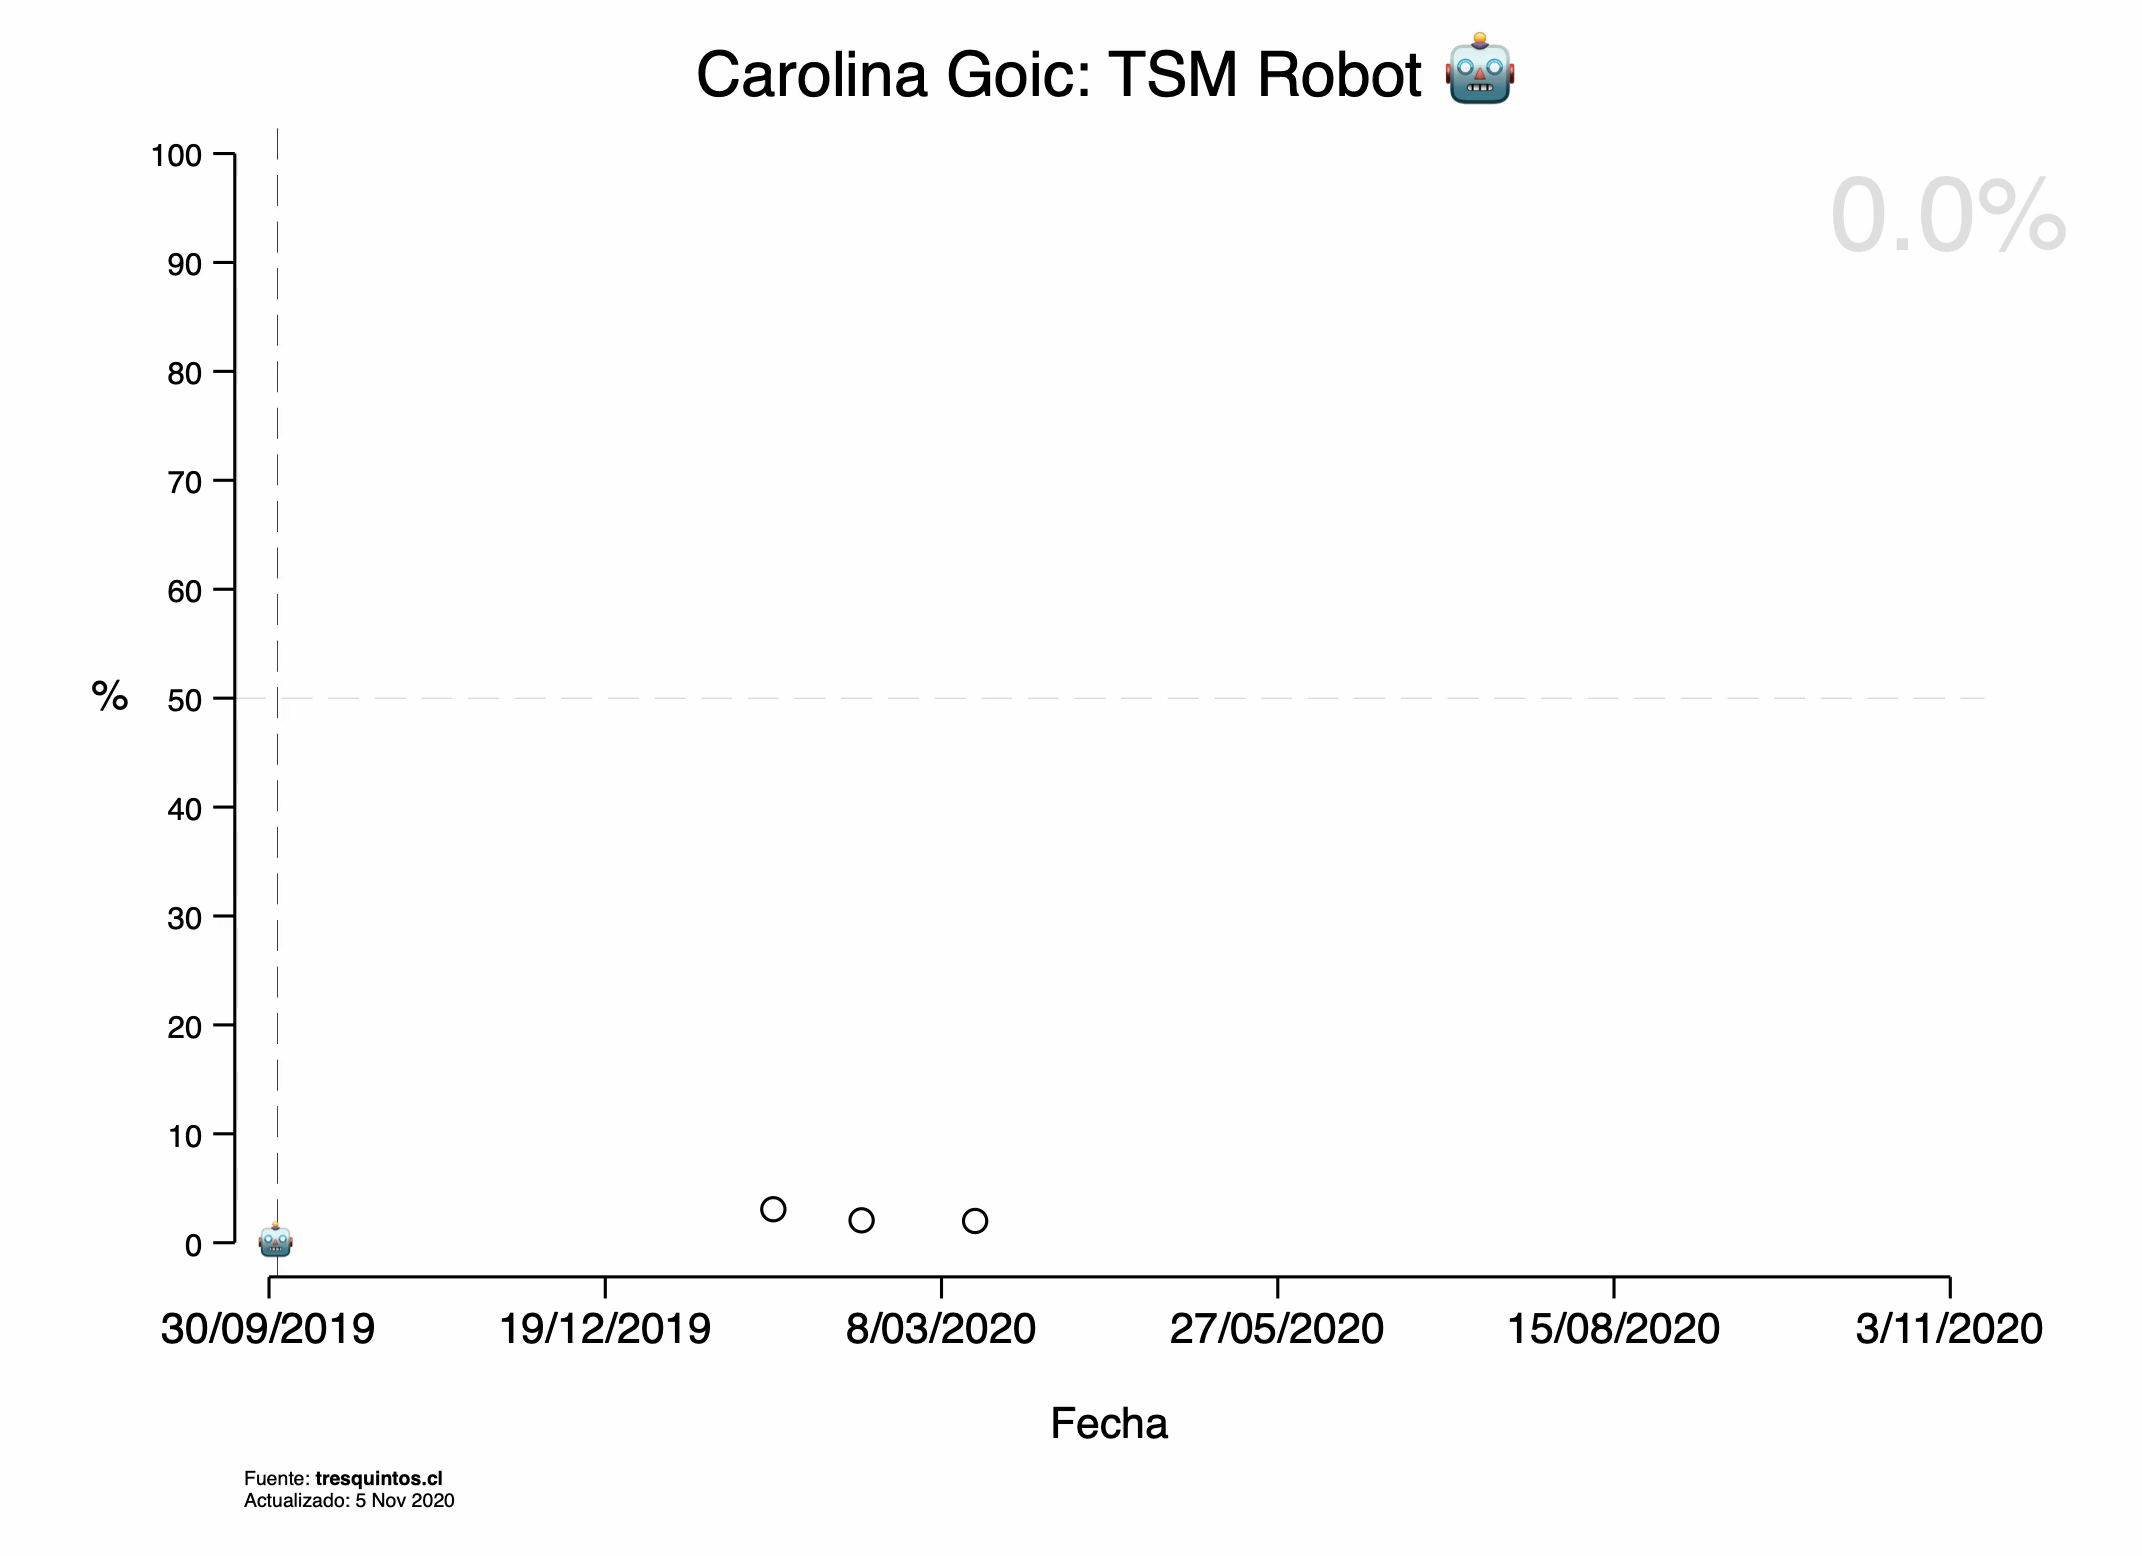 Carolina Goic: TSM Robot 🤖
0.0%
100
90
80
70
60
50
40
30
20
10
0
%
30/09/2019 19/12/2019 8/03/2020 27/05/2020 15/08/2020 3/11/2020
Fecha
Fuente: tresquintos.cl
Actualizado: 5 Nov 2020